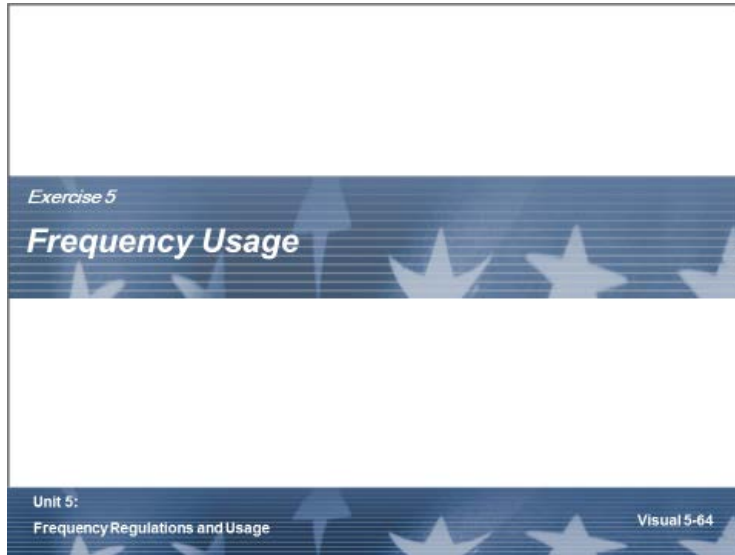 Exercise 5
Frequency Usage
Unit 5:
Frequency Regulations and Usage
Visual 5-64